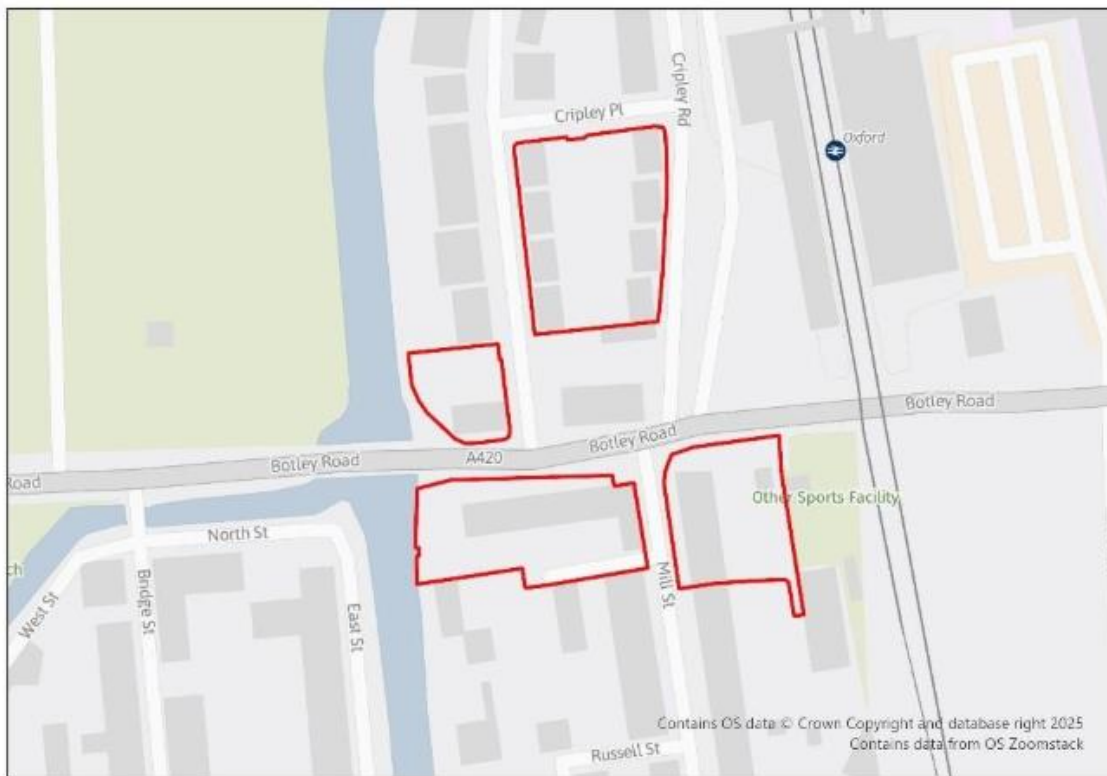 Cripley Pl
Cripley Rd
Oxford
Botley Road
Botley Road
Botley Road
A420
Road
Other Sports Facility
North St
ch
West St
Bridge St
East St
Mill St
Russell St
Contains OS data © Crown Copyright and database right 2025
Contains data from OS Zoomstack